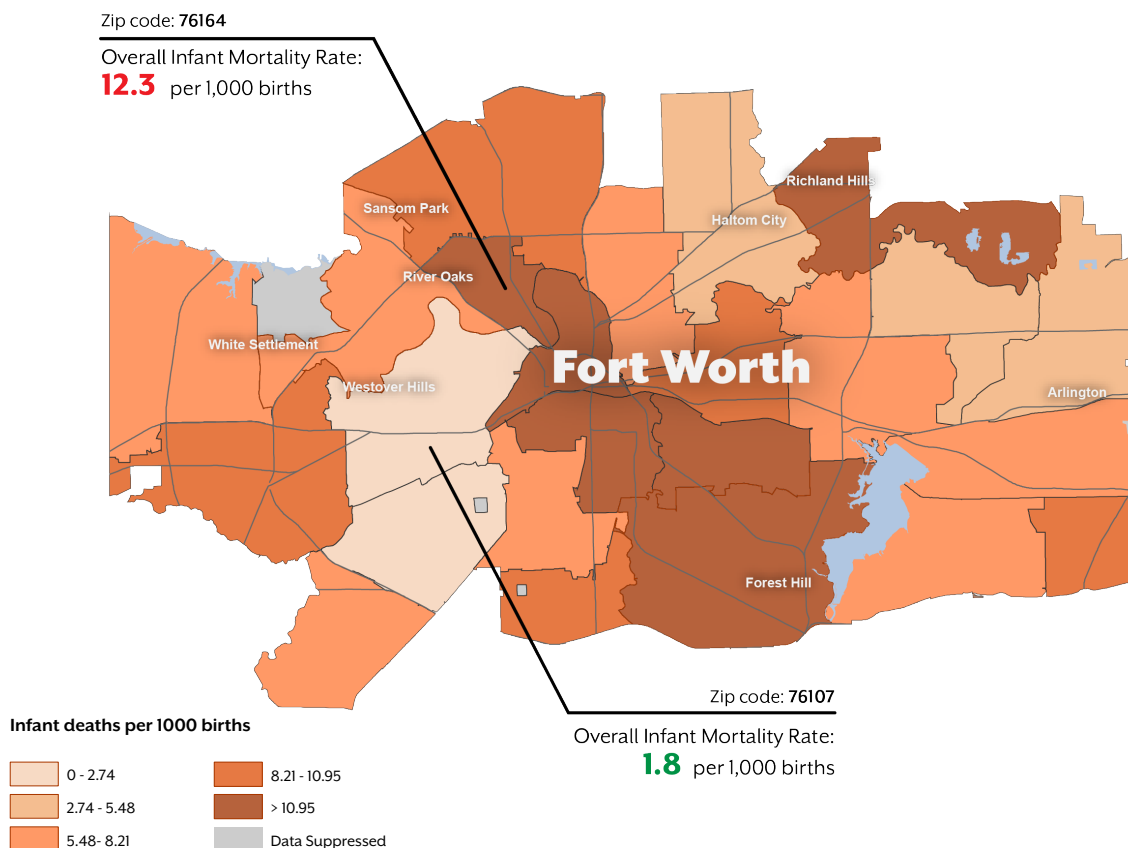 Zip code: 76164
Overall Infant Mortality Rate:
12.3 per 1,000 births
Richland Hills
Sansom Park
Haltom City
River Oaks
White Settlement
Fort Worth
Westover Hills
Arlington
Forest Hill
Zip code: 76107
Overall Infant Mortality Rate:
1.8 per 1,000 births
Infant deaths per 1000 births
0 - 2.74
2.74 - 5.48
5.48- 8.21
8.21 - 10.95
> 10.95
Data Suppressed